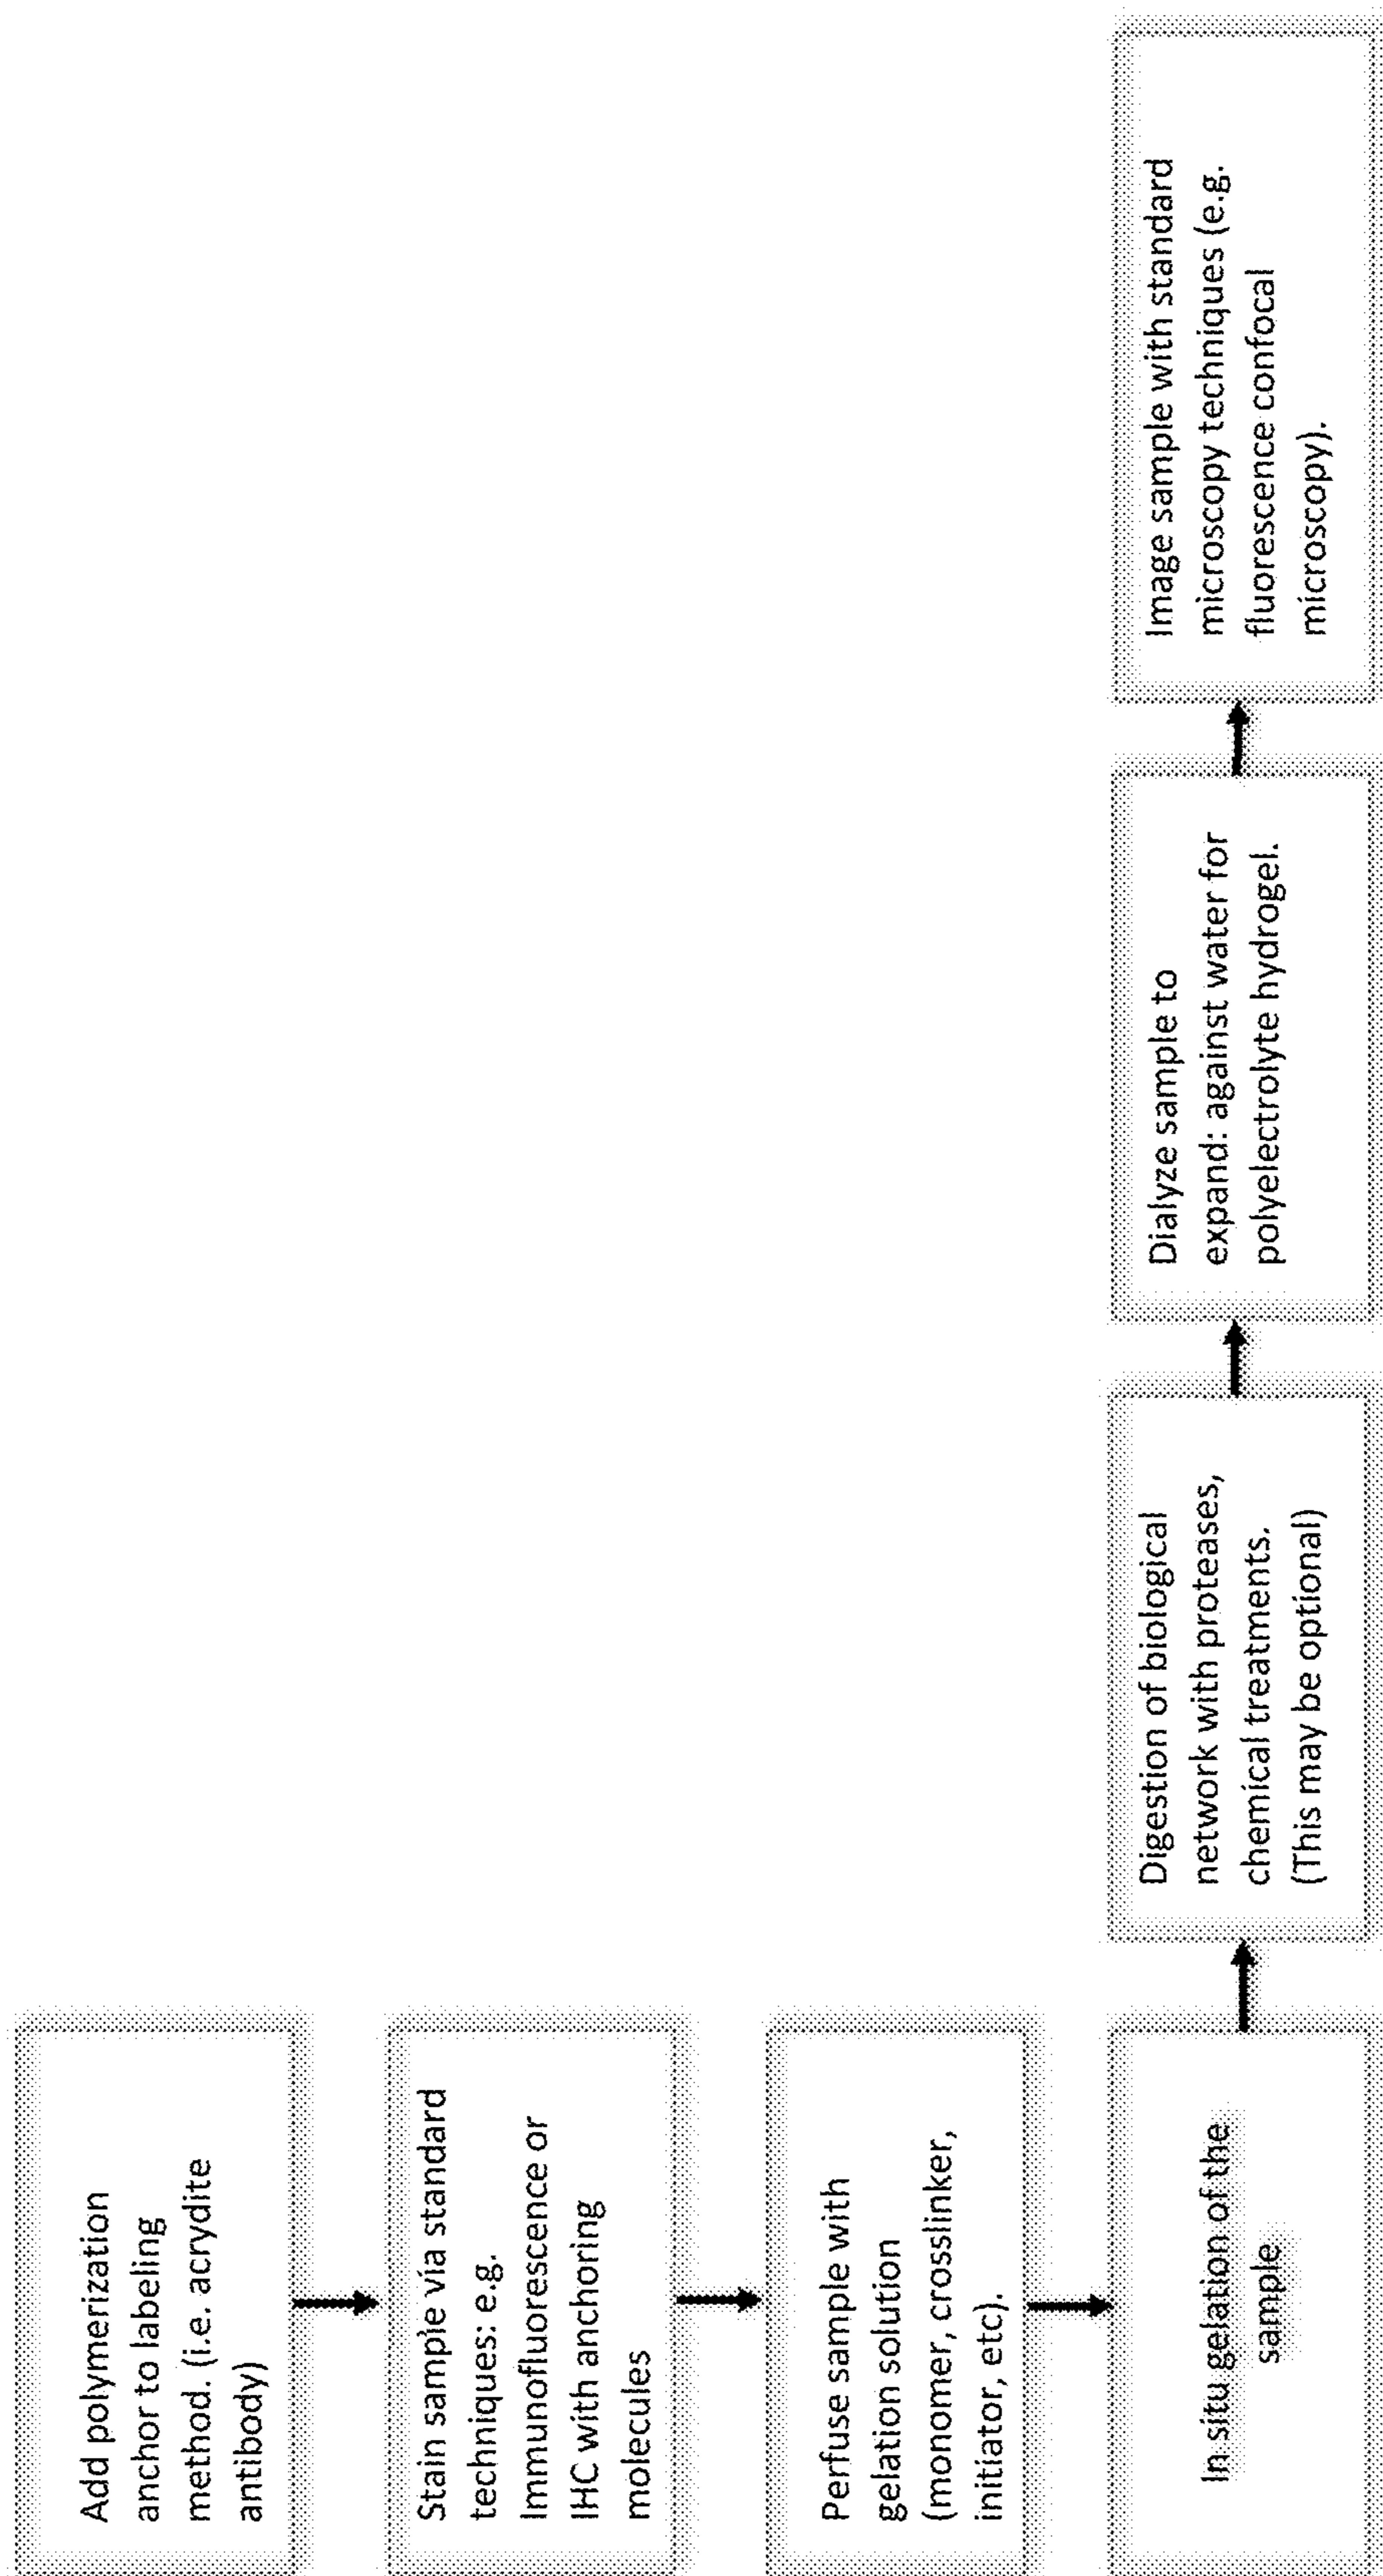 Add polymerization
anchor to labeling
method. (i.e. acrydite
antibody)
Stain sample via standard
techniques: e.g.
Immunofluorescence or
IHC with anchoring
molecules
Perfuse sample with
gelation solution
(monomer, crosslinker,
initiator, etc).
In situ gelation of the
sample
Digestion of biological
network with proteases,
chemical treatments.
(This may be optional)
Dialyze sample to
expand: against water for
polyelectrolyte hydrogel.
Image sample with standard
microscopy techniques (e.g.
fluorescence confocal
microscopy).